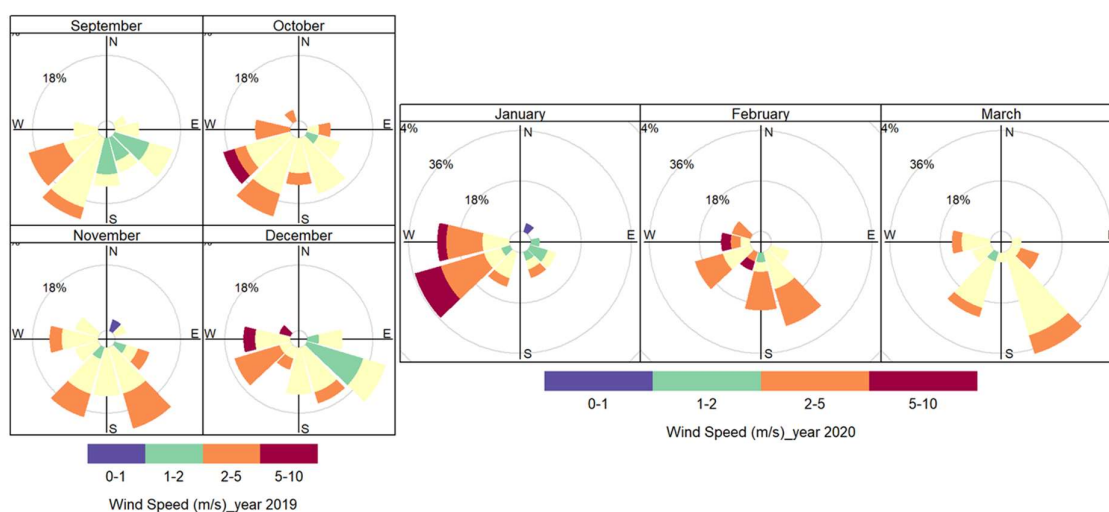 September
October
%
N
18%
W
E
S
%
N
18%
W
E
S
November
December
%
N
18%
W
E
S
%
N
18%
W
E
S
0-1 1-2 2-5 5-10
Wind Speed (m/s)_year 2019
January
February
March
4%
N
36%
18%
W
E
S
4%
N
36%
18%
W
E
S
4%
N
36%
18%
W
E
S
0-1 1-2 2-5 5-10
Wind Speed (m/s)_year 2020